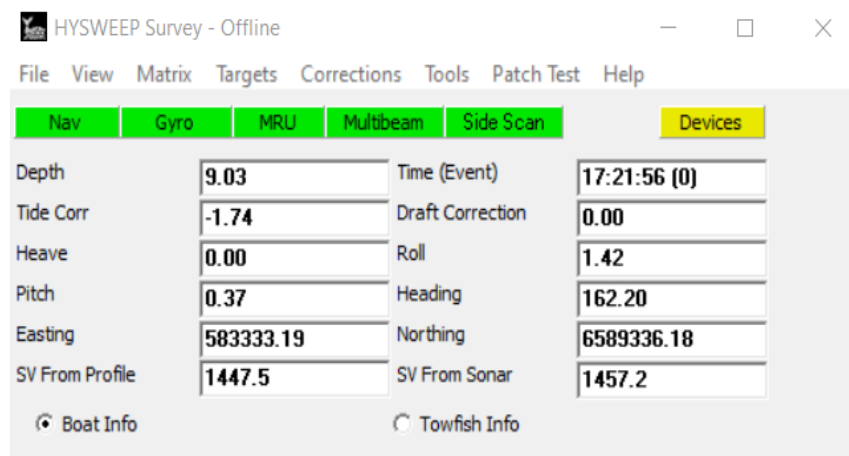 HYSWEEP Survey - Offline
File View Matrix Targets Corrections Tools Patch Test Help
Nav Gyro MRU Multibeam Side Scan Devices
Depth 9.03 Time (Event) 17:21:56 (0)
Tide Corr -1.74 Draft Correction 0.00
Heave 0.00 Roll 1.42
Pitch 0.37 Heading 162.20
Easting 583333.19 Northing 6589336.18
SV From Profile 1447.5 SV From Sonar 1457.2
Boat Info Towfish Info